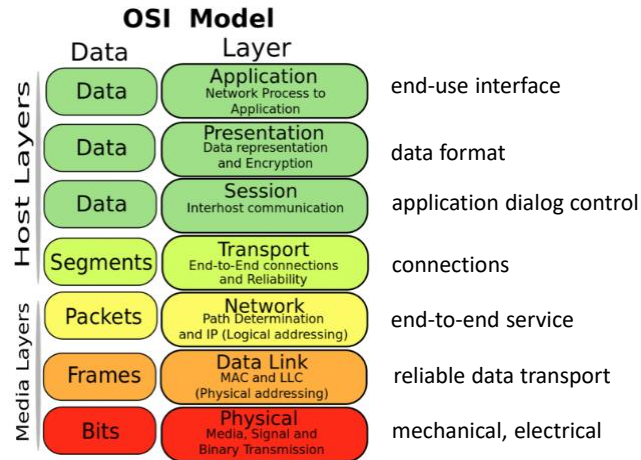 OSI Model
Data Layer
Host Layers
Data
Application
Network Process to
Application
end-use interface
Data
Presentation
Data representation
and Encryption
data format
Data
Session
Interhost communication
application dialog control
Segments
Transport
End-to-End connections
and Reliability
connections
Media Layers
Packets
Network
Path Determination
and IP (Logical addressing)
end-to-end service
Frames
Data Link
MAC and LLC
(Physical addressing)
reliable data transport
Bits
Physical
Media, Signal and
Binary Transmission
mechanical, electrical